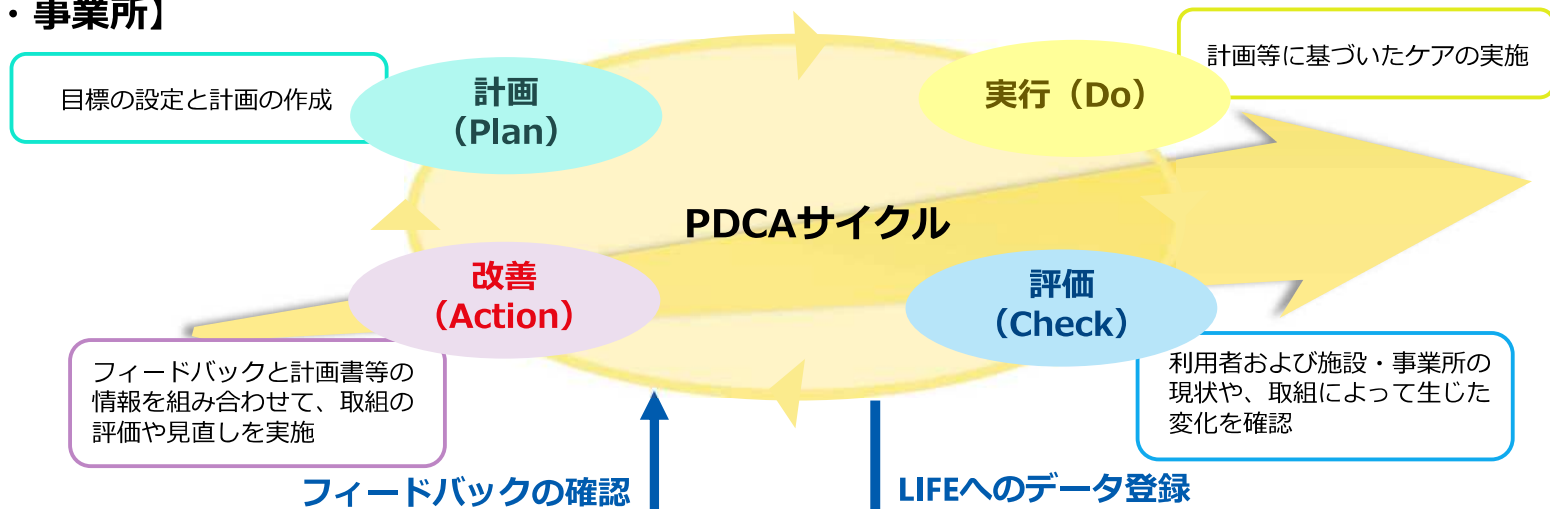 ・事業所】
目標の設定と計画の作成
計画
（Plan）
実行（Do）
計画等に基づいたケアの実施
PDCAサイクル
改善
（Action）
評価
（Check）
フィードバックと計画書等の
情報を組み合わせて、取組の
評価や見直しを実施
利用者および施設・事業所の
現状や、取組によって生じた
変化を確認
フィードバックの確認
LIFEへのデータ登録